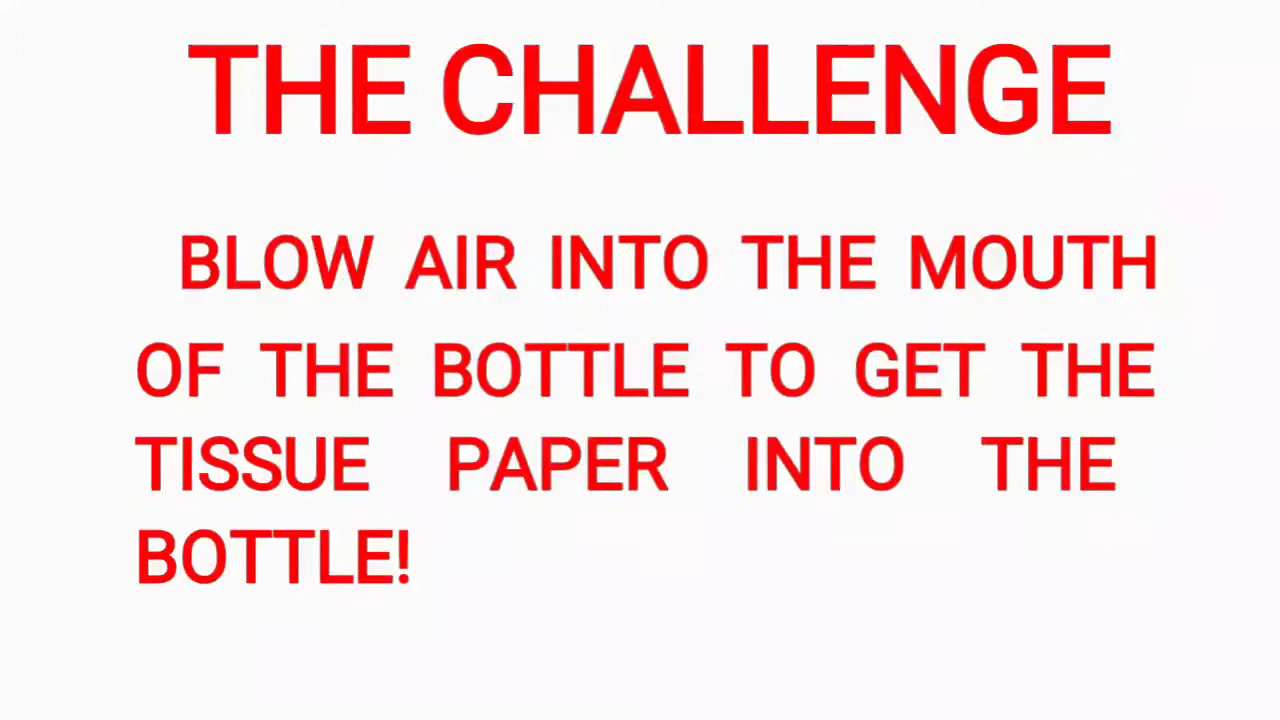 THE CHALLENGE
BLOW AIR INTO THE MOUTH
OF THE BOTTLE TO GET THE
TISSUE PAPER INTO THE
BOTTLE!